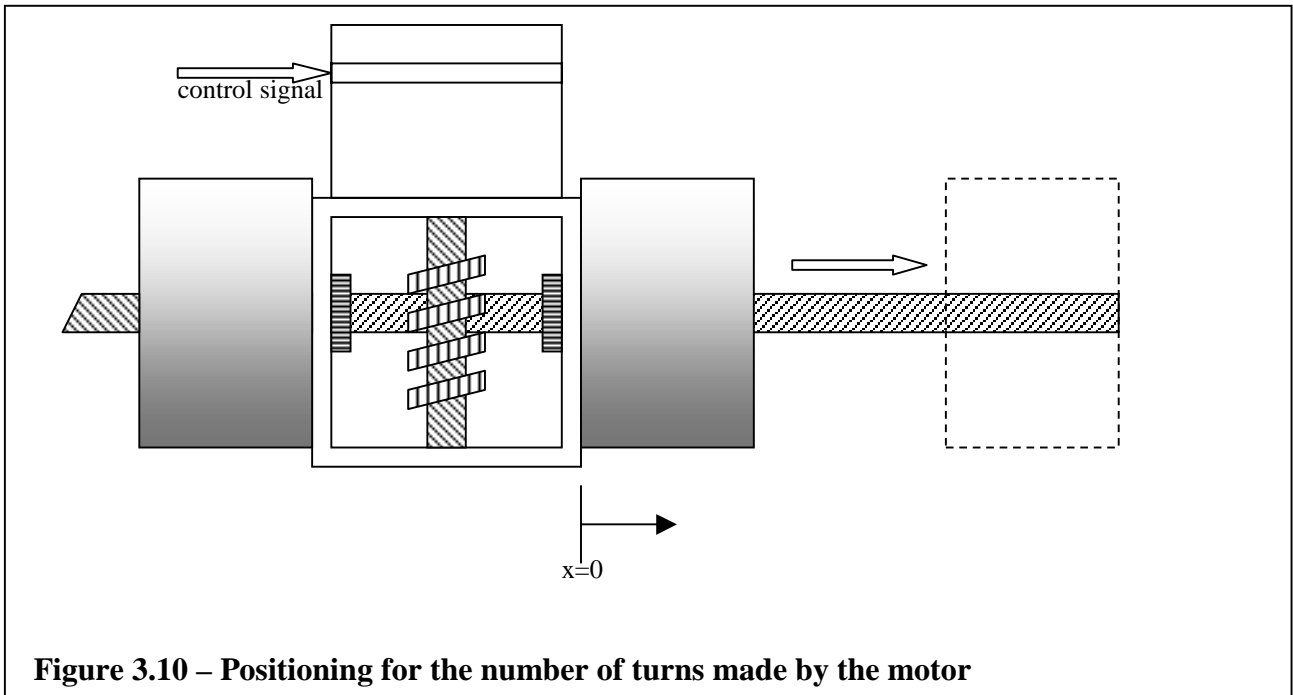 control signal
x=0
Figure 3.10 – Positioning for the number of turns made by the motor